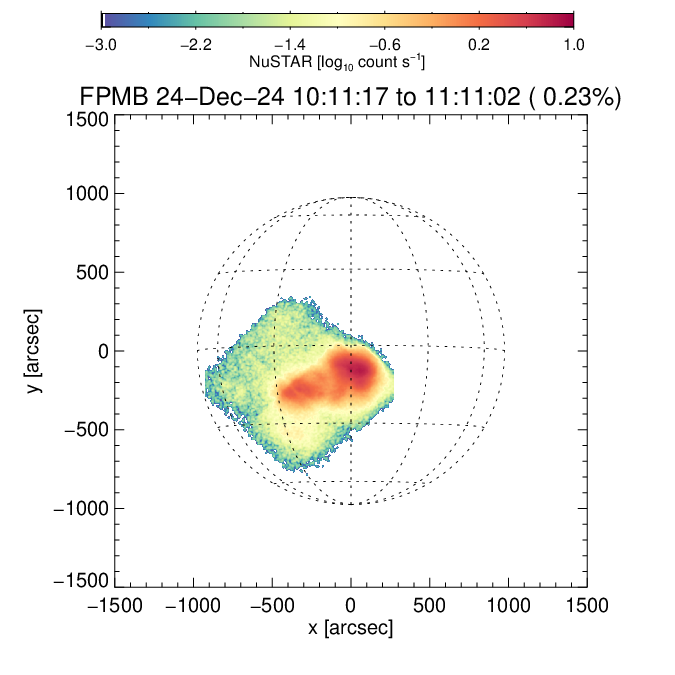 −3.0 −2.2 −1.4 −0.6 0.2 1.0
NuSTAR [log₁₀ count s⁻¹]
FPMB 24−Dec−24 10:11:17 to 11:11:02 ( 0.23%)
1500
1000
500
0
−500
−1000
−1500
y [arcsec]
−1500 −1000 −500 0 500 1000 1500
x [arcsec]